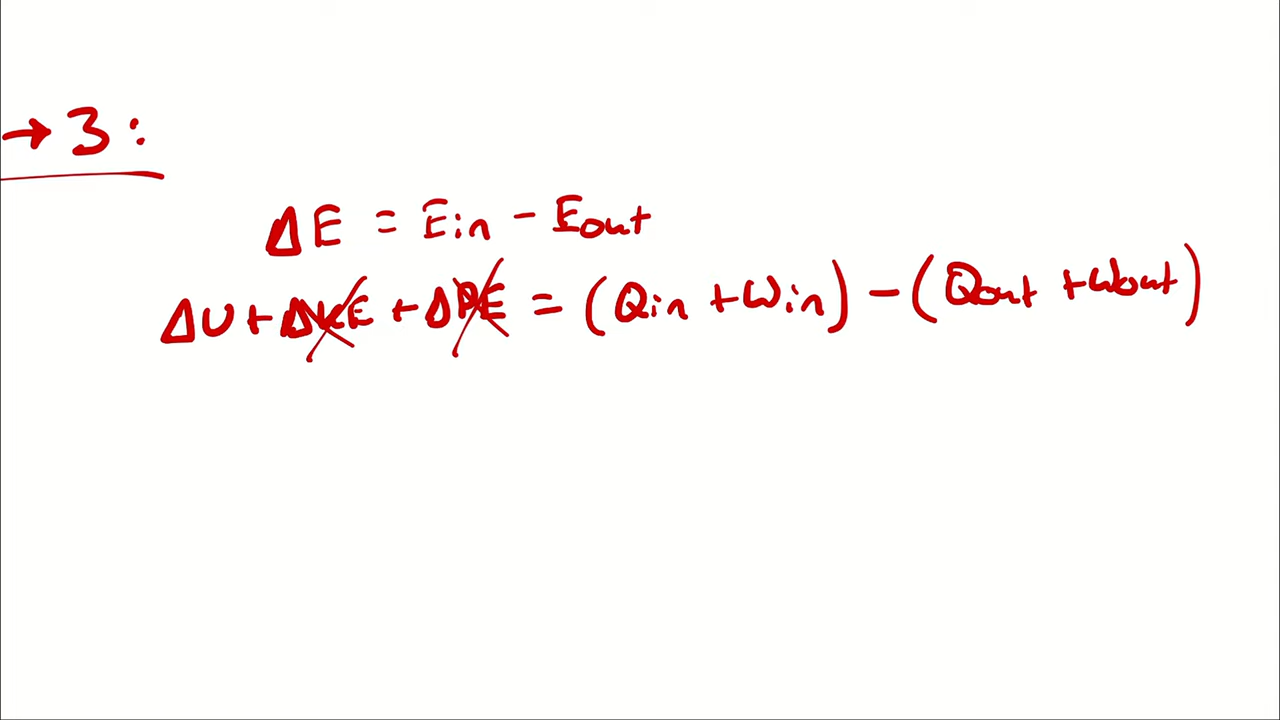 → 3 :
ΔE = Ein - Eout
ΔU + ΔKE + ΔPE = (Qin + Win) - (Qout + Wout)